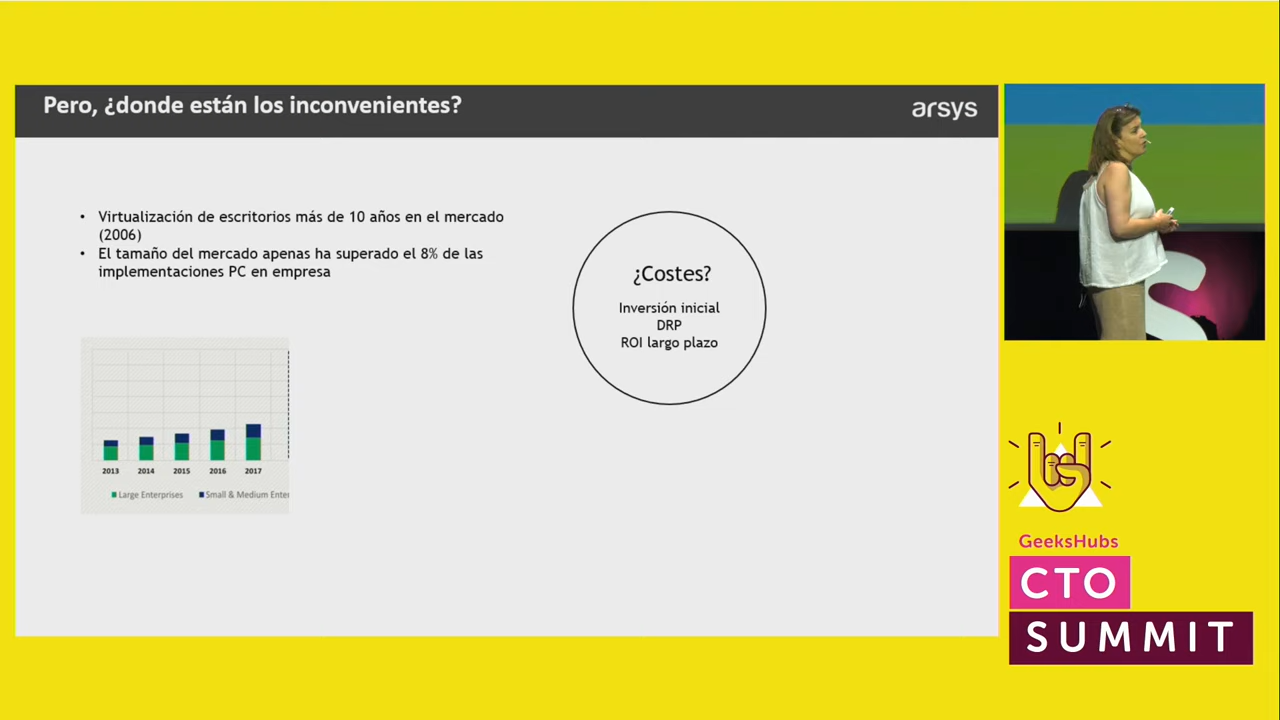 Pero, ¿donde están los inconvenientes?
arsys
• Virtualización de escritorios más de 10 años en el mercado
(2006)
• El tamaño del mercado apenas ha superado el 8% de las
implementaciones PC en empresa
¿Costes?
Inversión inicial
DRP
ROI largo plazo
2013 2014 2015 2016 2017
Large Enterprises Small & Medium Enter
S
GeeksHubs
CTO
SUMMIT